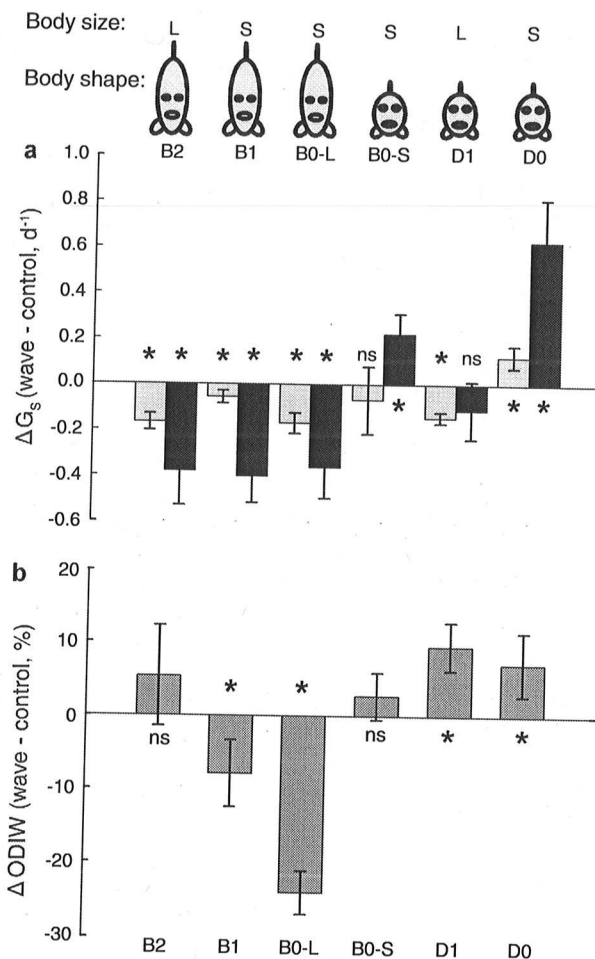 Body size: L S S S L S
Body shape:
B2 B1 B0-L B0-S D1 D0
a
1.0
0.8
0.6
0.4
0.2
0.0
-0.2
-0.4
-0.6
ΔGs (wave - control, d-1)
* * * * * * ns * ns
* * *
b
20
10
0
-10
-20
-30
Δ ODIW (wave - control, %)
* *
ns ns * *
B2 B1 B0-L B0-S D1 D0